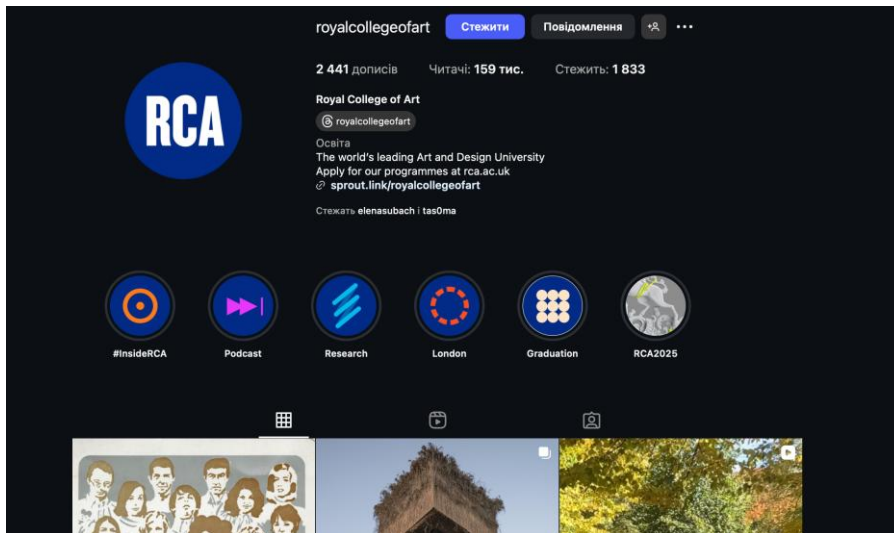 royalcollegeofart Стежити Повідомлення
2 441 дописів Читачі: 159 тис. Стежить: 1 833
RCA
Royal College of Art
royalcollegeofart
Освіта
The world's leading Art and Design University
Apply for our programmes at rca.ac.uk
sprout.link/royalcollegeofart
Стежать elenasubach і tas0ma
#InsideRCA Podcast Research London Graduation RCA2025